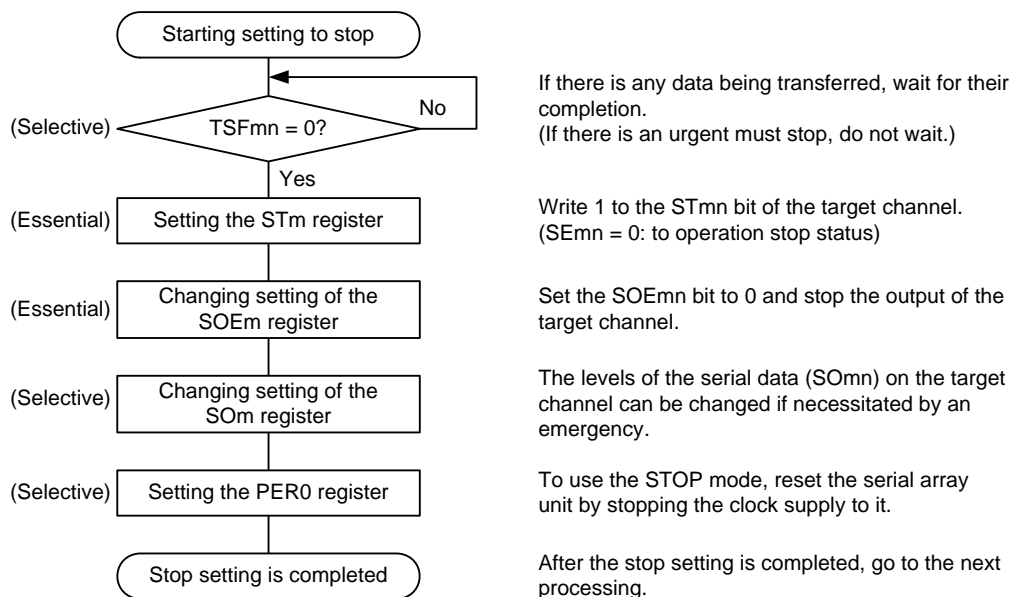 Starting setting to stop
If there is any data being transferred, wait for their
completion.
(If there is an urgent must stop, do not wait.)
No
(Selective)
TSFmn = 0?
Yes
(Essential)
Setting the STm register
Write 1 to the STmn bit of the target channel.
(SEmn = 0: to operation stop status)
(Essential)
Changing setting of the
SOEm register
Set the SOEmn bit to 0 and stop the output of the
target channel.
(Selective)
Changing setting of the
SOm register
The levels of the serial data (SOmn) on the target
channel can be changed if necessitated by an
emergency.
(Selective)
Setting the PER0 register
To use the STOP mode, reset the serial array
unit by stopping the clock supply to it.
Stop setting is completed
After the stop setting is completed, go to the next
processing.